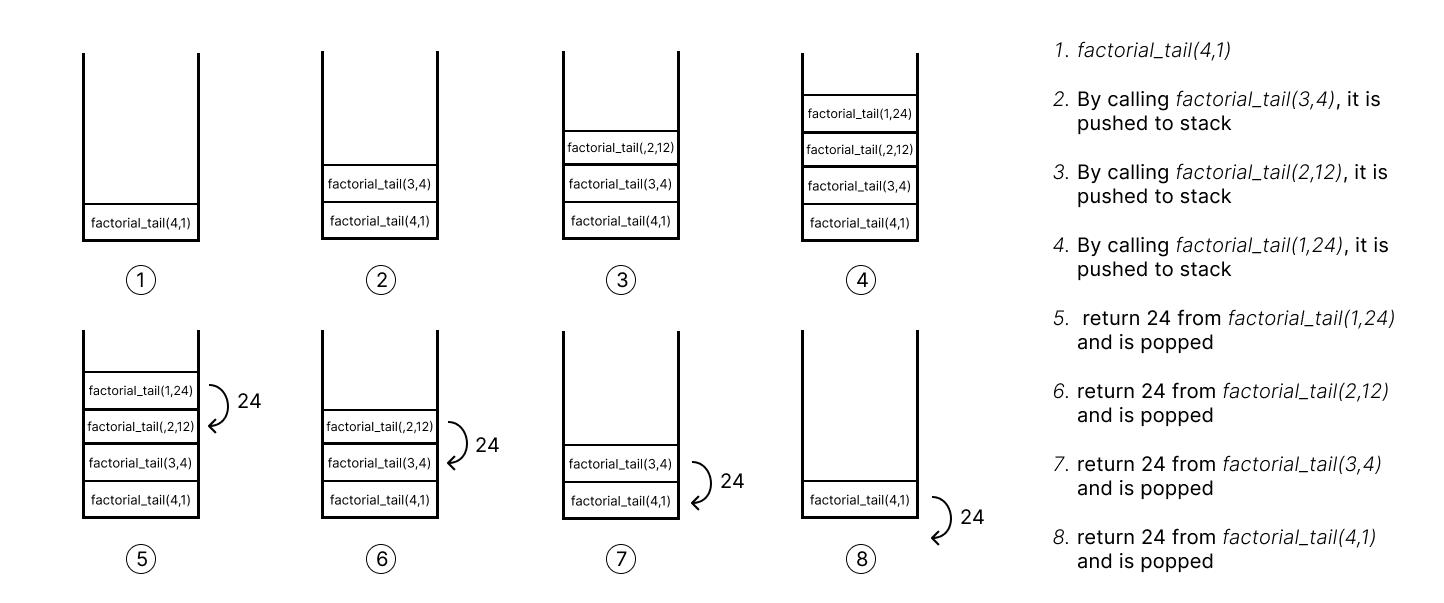 factorial_tail(4,1)
1
factorial_tail(3,4)
factorial_tail(4,1)
2
factorial_tail(,2,12)
factorial_tail(3,4)
factorial_tail(4,1)
3
factorial_tail(1,24)
factorial_tail(,2,12)
factorial_tail(3,4)
factorial_tail(4,1)
4
factorial_tail(1,24)
factorial_tail(,2,12)
factorial_tail(3,4)
factorial_tail(4,1)
24
5
factorial_tail(,2,12)
factorial_tail(3,4)
factorial_tail(4,1)
24
6
factorial_tail(3,4)
factorial_tail(4,1)
24
7
factorial_tail(4,1)
24
8
1. factorial_tail(4,1)
2. By calling factorial_tail(3,4), it is
pushed to stack
3. By calling factorial_tail(2,12), it is
pushed to stack
4. By calling factorial_tail(1,24), it is
pushed to stack
5. return 24 from factorial_tail(1,24)
and is popped
6. return 24 from factorial_tail(2,12)
and is popped
7. return 24 from factorial_tail(3,4)
and is popped
8. return 24 from factorial_tail(4,1)
and is popped